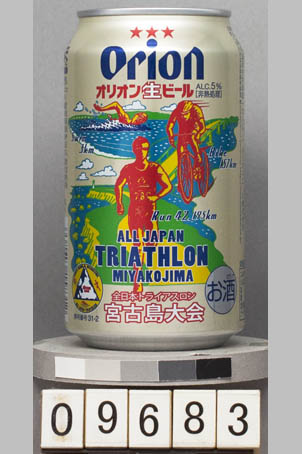 Orion
オリオン生ビール
ALC.5%
[非熱処理]
3km
Bike
157km
Run 42.195km
ALL JAPAN
TRIATHLON
MIYAKOJIMA
全日本トライアスロン
宮古島大会
お酒
09683